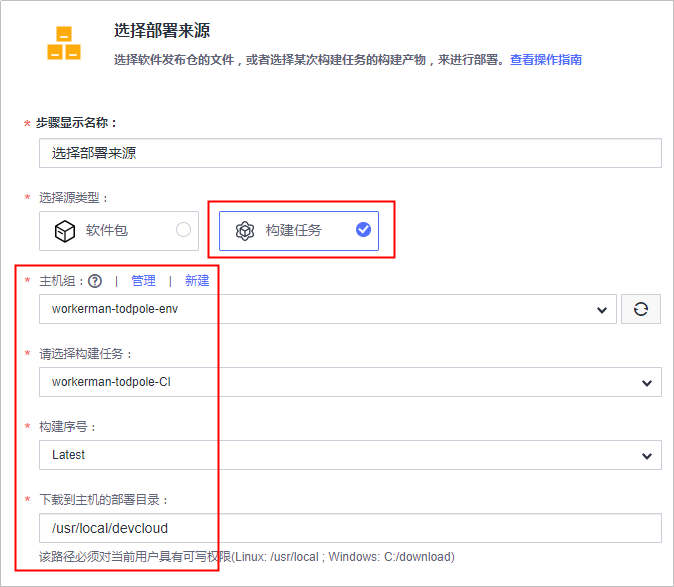 选择部署来源
选择软件发布仓的文件，或者选择某次构建任务的构建产物，来进行部署。查看操作指南
* 步骤显示名称：
选择部署来源
* 选择源类型：
软件包 构建任务
* 主机组：? | 管理 | 新建
workerman-todpole-env
* 请选择构建任务：
workerman-todpole-CI
* 构建序号：
Latest
* 下载到主机的部署目录：
/usr/local/devcloud
该路径必须对当前用户具有可写权限(Linux: /usr/local ; Windows: C:/download)